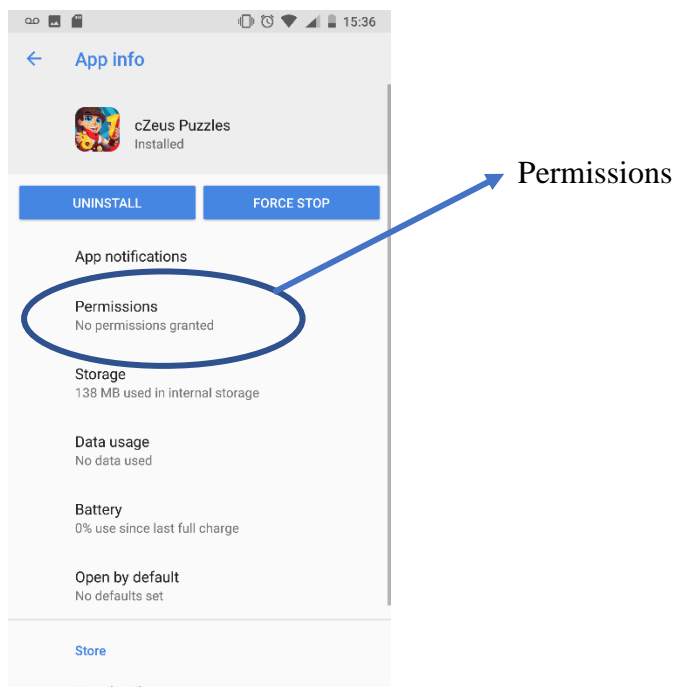 15:36
App info
cZeus Puzzles
Installed
Permissions
UNINSTALL
FORCE STOP
App notifications
Permissions
No permissions granted
Storage
138 MB used in internal storage
Data usage
No data used
Battery
0% use since last full charge
Open by default
No defaults set
Store